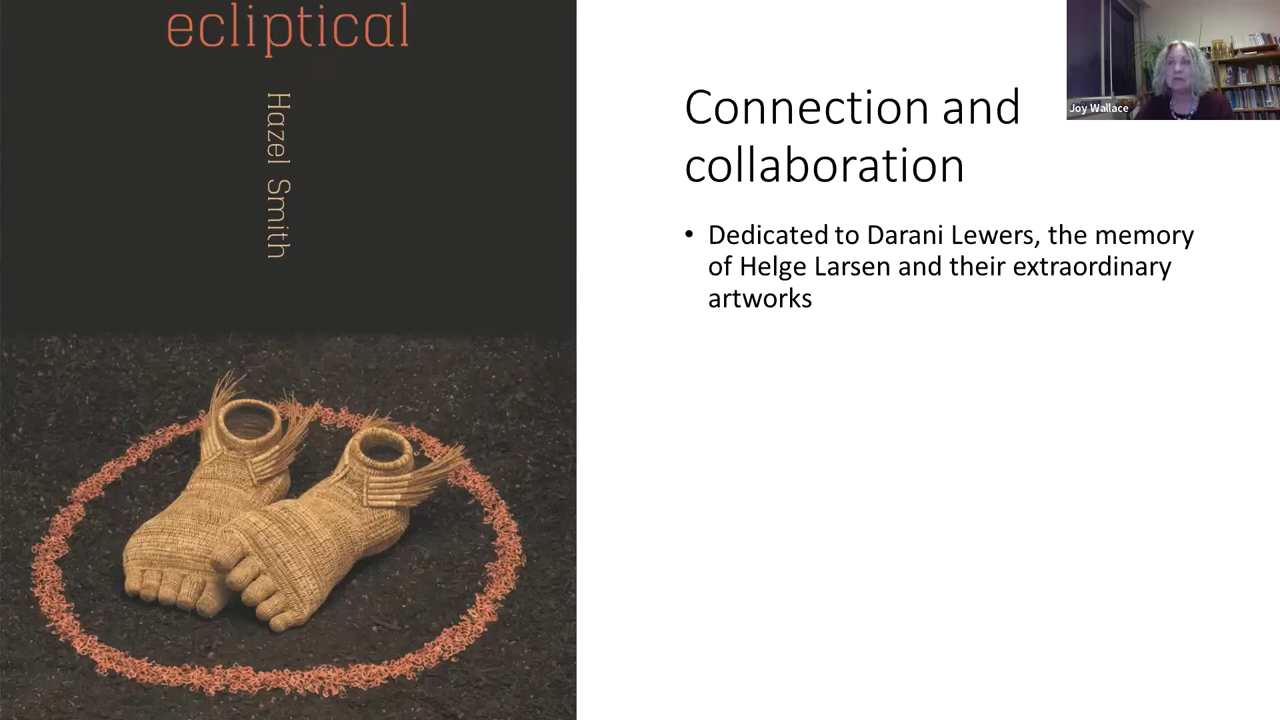 ecliptical
Hazel Smith
Connection and
collaboration
• Dedicated to Darani Lewers, the memory
of Helge Larsen and their extraordinary
artworks
Joy Wallace